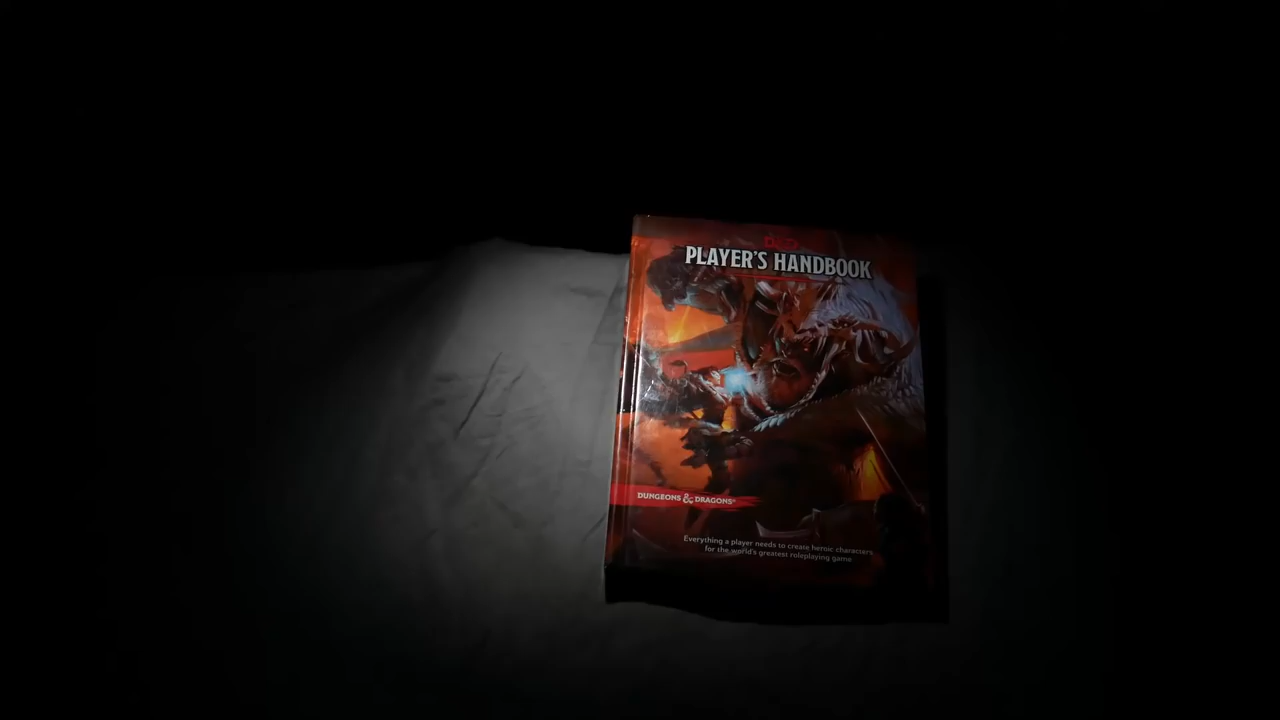 D&D
PLAYER'S HANDBOOK
DUNGEONS & DRAGONS®
Everything a player needs to create heroic characters
for the world's greatest roleplaying game